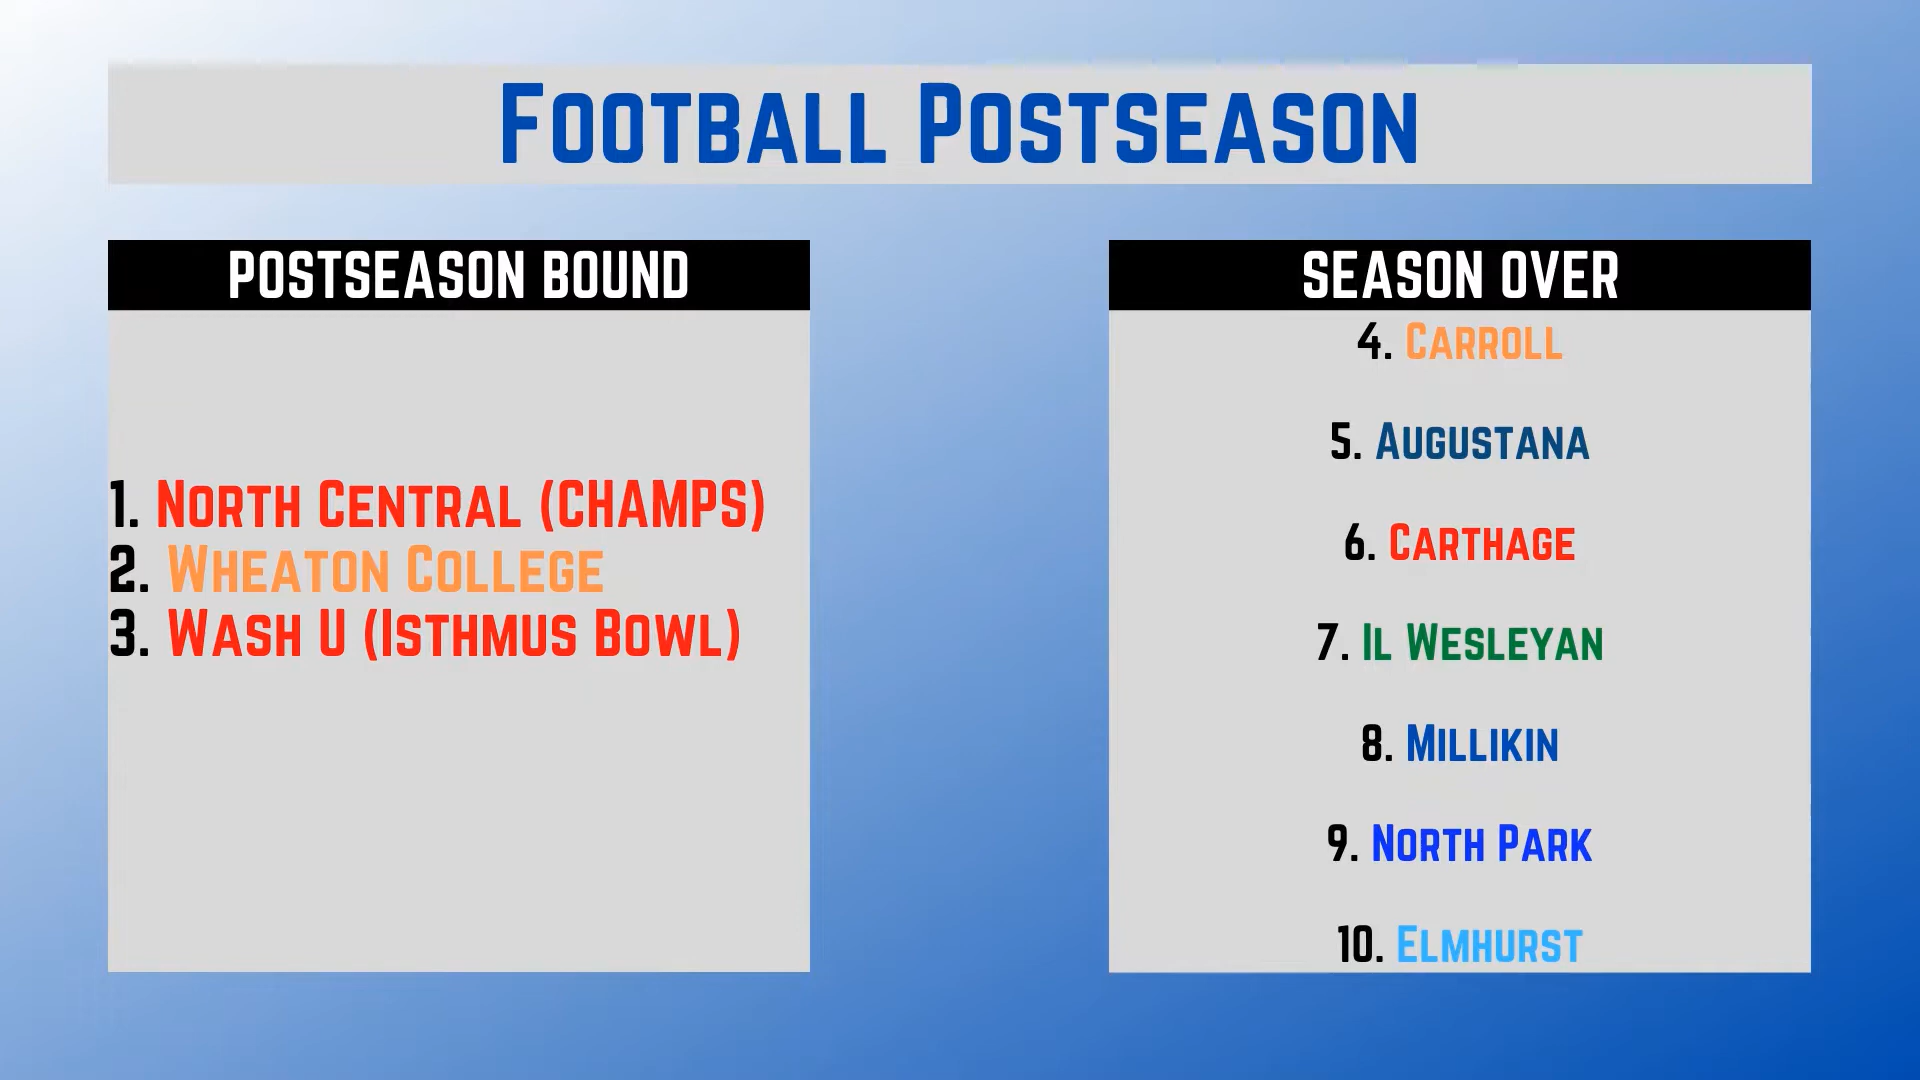 Football Postseason
POSTSEASON BOUND
1. North Central (CHAMPS)
2. Wheaton College
3. Wash U (Isthmus Bowl)
SEASON OVER
4. Carroll
5. Augustana
6. Carthage
7. Il Wesleyan
8. Millikin
9. North Park
10. Elmhurst